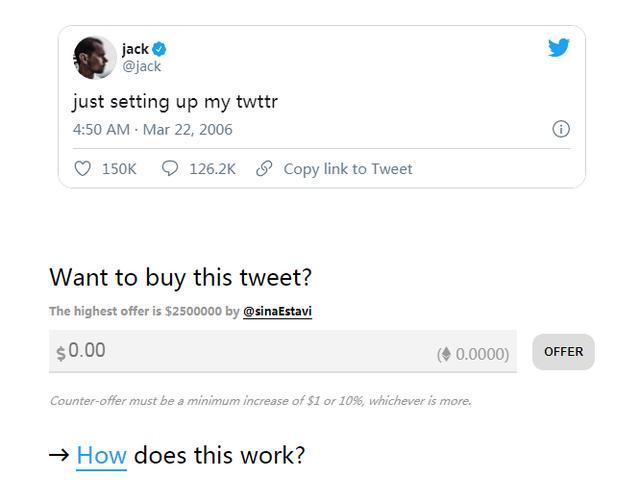 jack
@jack
just setting up my twttr
4:50 AM · Mar 22, 2006
150K 126.2K Copy link to Tweet
Want to buy this tweet?
The highest offer is $2500000 by @sinaEstavi
$0.00 (0.0000) OFFER
Counter-offer must be a minimum increase of $1 or 10%, whichever is more.
→ How does this work?